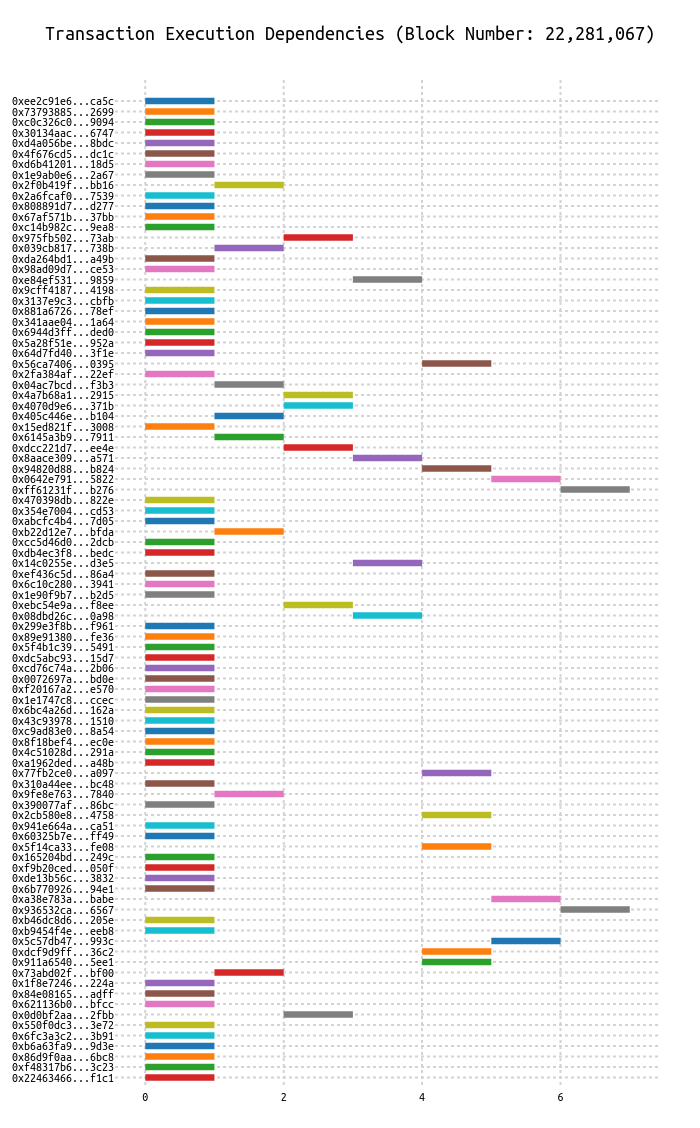 Transaction Execution Dependencies (Block Number: 22,281,067)
0xee2c91e6...ca5c
0x73793885...2699
0xc0c326c0...9094
0x30134aac...6747
0xd4a056be...8bdc
0x4f676cd5...dc1c
0xd6b41201...18d5
0x1e9ab0e6...2a67
0x2f0b419f...bb16
0x2a6fcaf0...7539
0x808891d7...d277
0x67af571b...37bb
0xc14b982c...9ea8
0x975fb502...73ab
0x039cb817...738b
0xda264bd1...a49b
0x98ad09d7...ce53
0xe84ef531...9859
0x9cff4187...4198
0x3137e9c3...cbfb
0x881a6726...78ef
0x341aae04...1a64
0x6944d3ff...ded0
0x5a28f51e...952a
0x64d7fd40...3f1e
0x56ca7406...0395
0x2fa384af...22ef
0x04ac7bcd...f3b3
0x4a7b68a1...2915
0x4070d9e6...371b
0x405c446e...b104
0x15ed821f...3008
0x6145a3b9...7911
0xdcc221d7...ee4e
0x8aace309...a571
0x94820d88...b824
0x0642e791...5822
0xff61231f...b276
0x470398db...822e
0x354e7004...cd53
0xabcfc4b4...7d05
0xb22d12e7...bfda
0xcc5d46d0...2dcb
0xdb4ec3f8...bedc
0x14c0255e...d3e5
0xef436c5d...86a4
0x6c10c280...3941
0x1e90f9b7...b2d5
0xebc54e9a...f8ee
0x08dbd26c...0a98
0x299e3f8b...f961
0x89e91380...fe36
0x5f4b1c39...5491
0xdc5abc93...15d7
0xcd76c74a...2b06
0x0072697a...bd0e
0xf20167a2...e570
0x1e1747c8...ccec
0x6bc4a26d...162a
0x43c93978...1510
0xc9ad83e0...8a54
0x8f18bef4...ec0e
0x4c51028d...291a
0xa1962ded...a48b
0x77fb2ce0...a097
0x310a44ee...bc48
0x9fe8e763...7840
0x390077af...86bc
0x2cb580e8...4758
0x941e664a...ca51
0x60325b7e...ff49
0x5f14ca33...fe08
0x165204bd...249c
0xf9b20ced...050f
0xde13b56c...3832
0x6b770926...94e1
0xa38e783a...babe
0x936532ca...6567
0xb46dc8d6...205e
0xb9454f4e...eeb8
0x5c57db47...993c
0xdcf9d9ff...36c2
0x911a6540...5ee1
0x73abd02f...bf00
0x1f8e7246...224a
0x84e08165...adff
0x621136b0...bfcc
0x0d0bf2aa...2fbb
0x550f0dc3...3e72
0x6fc3a3c2...3b91
0xb6a63fa9...9d3e
0x86d9f0aa...6bc8
0xf48317b6...3c23
0x22463466...f1c1
0 2 4 6